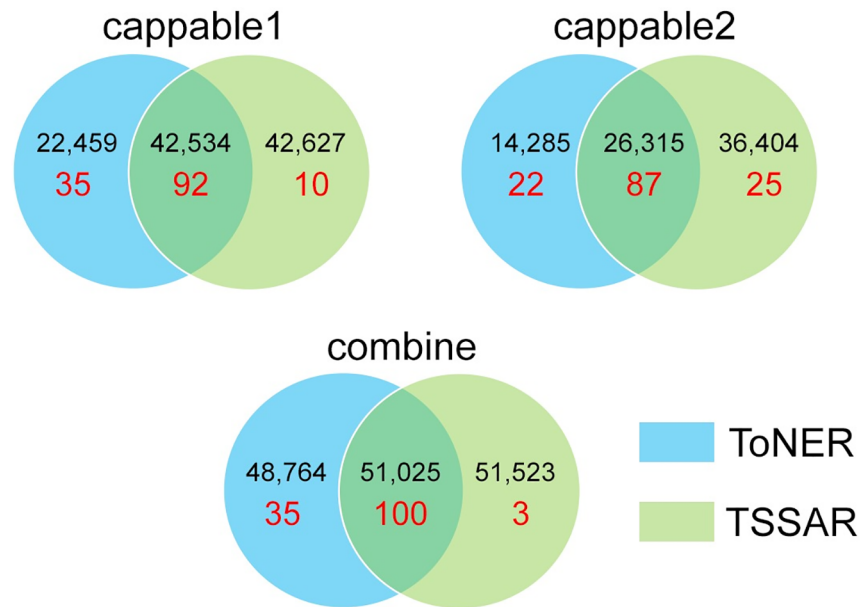 cappable1
22,459 42,534 42,627
35 92 10
cappable2
14,285 26,315 36,404
22 87 25
combine
48,764 51,025 51,523
35 100 3
ToNER
TSSAR